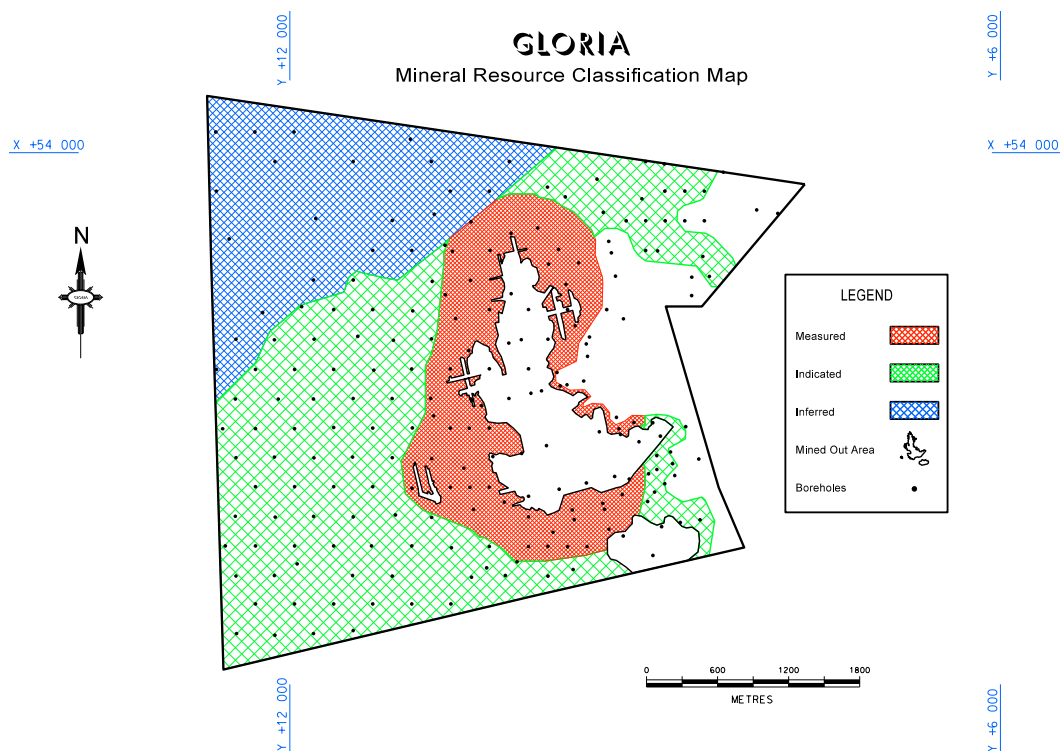 Y +12 000
Y +6 000
GLORIA
Mineral Resource Classification Map
X +54 000
X +54 000
N
GLORIA
LEGEND
Measured
Indicated
Inferred
Mined Out Area
Boreholes
0 600 1200 1800
METRES
Y +12 000
Y +6 000